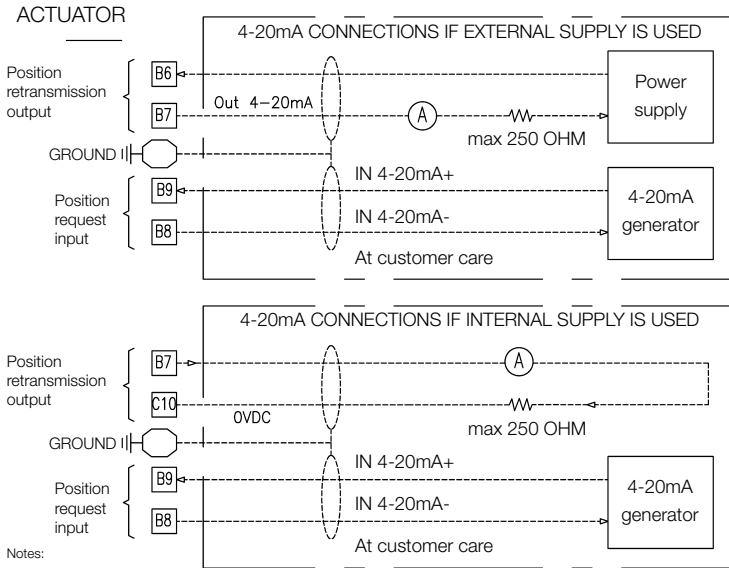 ACTUATOR
4-20mA CONNECTIONS IF EXTERNAL SUPPLY IS USED
Position
retransmission
output
B6
B7
Out 4-20mA
A
max 250 OHM
Power
supply
GROUND
Position
request
input
B9
B8
IN 4-20mA+
IN 4-20mA-
4-20mA
generator
At customer care
4-20mA CONNECTIONS IF INTERNAL SUPPLY IS USED
Position
retransmission
output
B7
C10
0VDC
A
max 250 OHM
GROUND
Position
request
input
B9
B8
IN 4-20mA+
IN 4-20mA-
4-20mA
generator
At customer care
Notes: